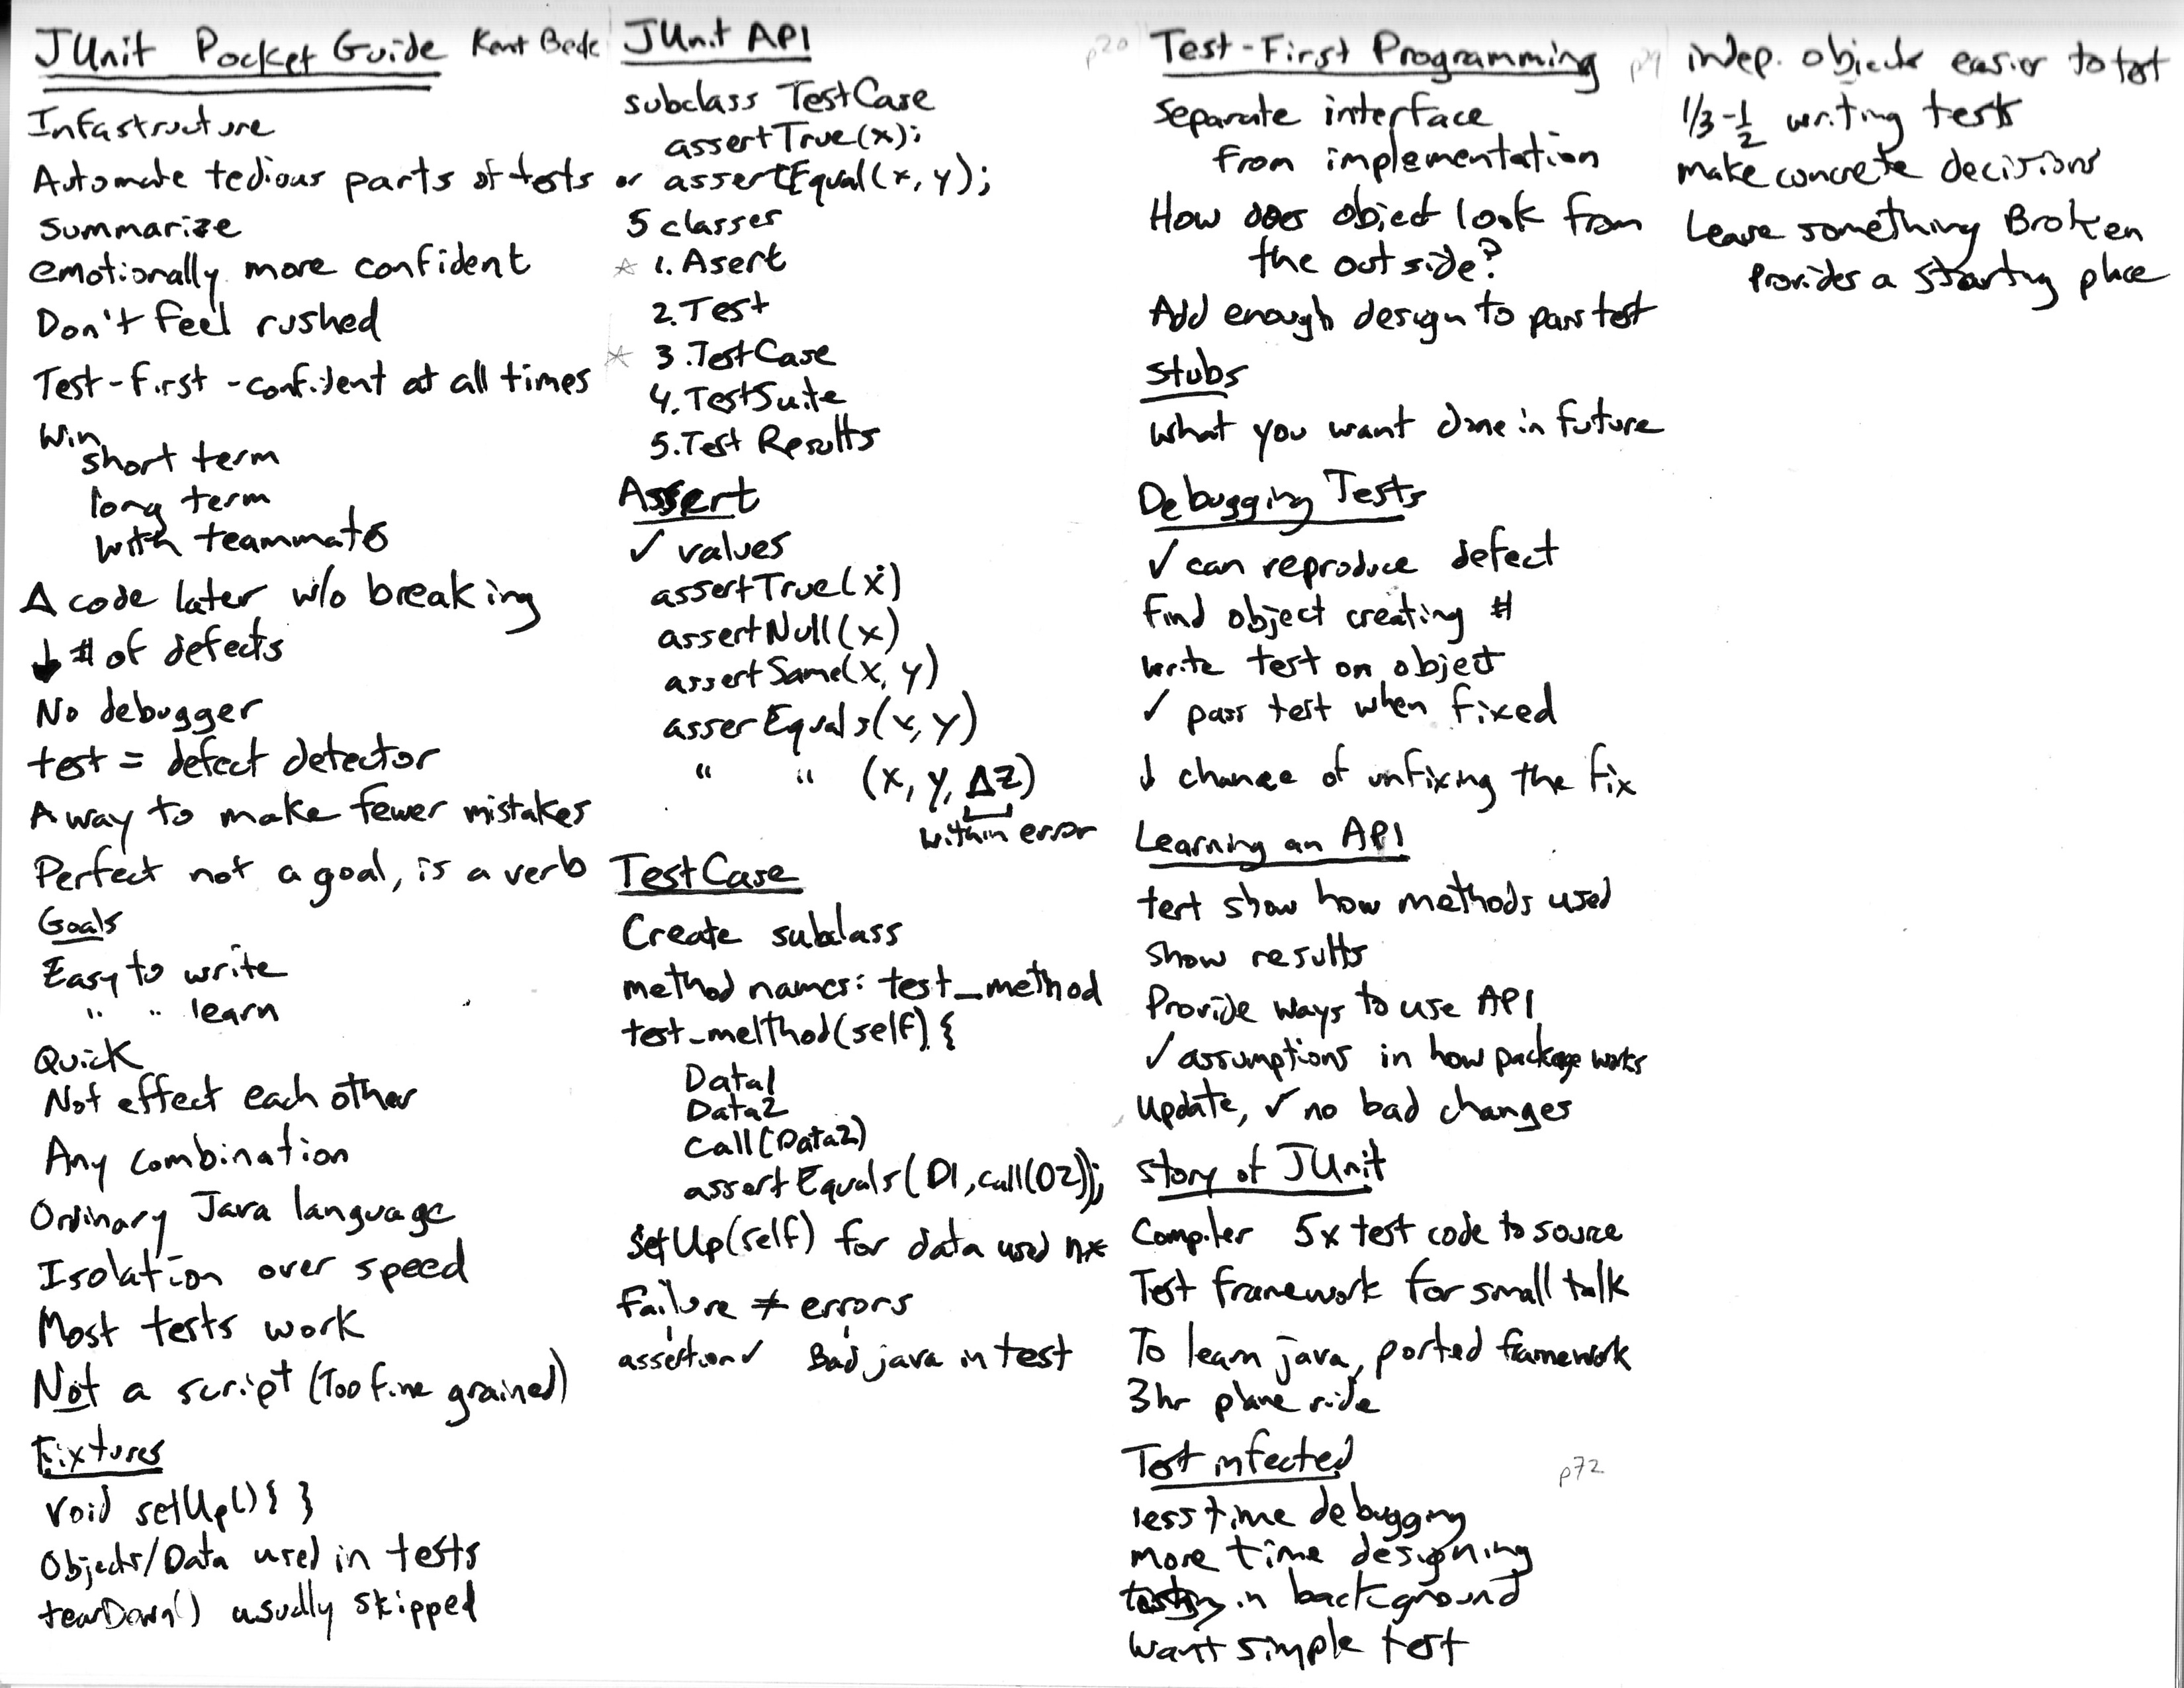 JUnit Pocket Guide Kent Beck
Infastructure
Automate tedious parts of tests
Summarize
emotionally more confident
Don't feel rushed
Test-first-confident at all times
Win
short term
long term
with teammates
Δ code later w/o breaking
↓ # of defects
No debugger
test = defect detector
A way to make fewer mistakes
Perfect not a goal, is a verb
Goals
Easy to write
" " learn
Quick
Not effect each other
Any combination
Ordinary Java language
Isolation over speed
Most tests work
Not a script (Too fine grained)
Fixtures
void setUp() { }
Objects/Data used in tests
tearDown() usually skipped
JUnit API
subclass TestCase
assertTrue(x);
or assertEqual(x, y);
5 classes
☆ 1. Asert
2. Test
☆ 3. TestCase
4. TestSuite
5. Test Results
Assert
✓ values
assertTrue(x)
assertNull(x)
assertSame(x, y)
asserEquals(x, y)
" " (x, y, Δz)
within error
TestCase
Create subclass
method names: test_method
test_melthod(self) {
Data1
Data2
Call(Data2)
assertEquals(D1, call(D2));
SetUp(self) for data used nx
Failure ≠ errors
assertion ✓ Bad java in test
p20 Test-First Programming
Separate interface
from implementation
How does object look from
the outside?
Add enough design to pass test
Stubs
What you want done in future
Debugging Tests
✓ can reproduce defect
Find object creating #
write test on object
✓ pass test when fixed
↓ chance of unfixing the fix
Learning an API
test show how methods used
show results
Provide ways to use API
✓ assumptions in how package works
update, ✓ no bad changes
Story of JUnit
Compiler 5x test code to source
Test framework for small talk
To learn java, ported framework
3hr plane ride
Test infected
p72
less time debugging
more time designing
testing in background
want simple test
indep. objects easier to test
1/3-1/2 writing tests
make concrete decisions
Leave something Broken
Provides a starting place